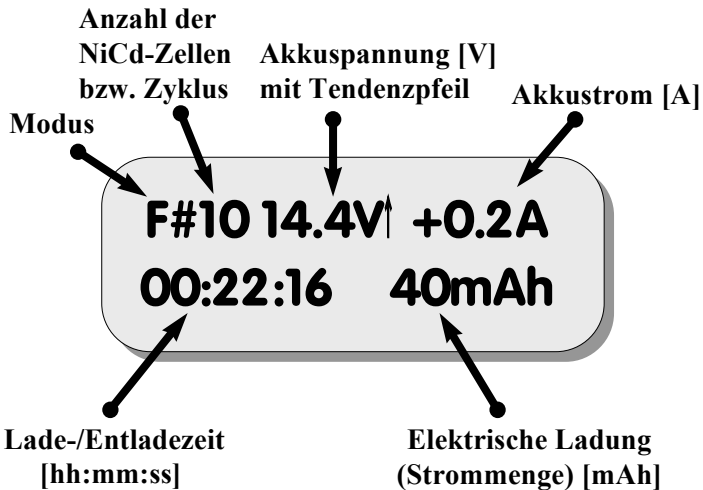 Anzahl der
NiCd-Zellen
bzw. Zyklus
Akkuspannung [V]
mit Tendenzpfeil
Akkustrom [A]
Modus
F#10 14.4V↑ +0.2A
00:22:16 40mAh
Lade-/Entladezeit
[hh:mm:ss]
Elektrische Ladung
(Strommenge) [mAh]